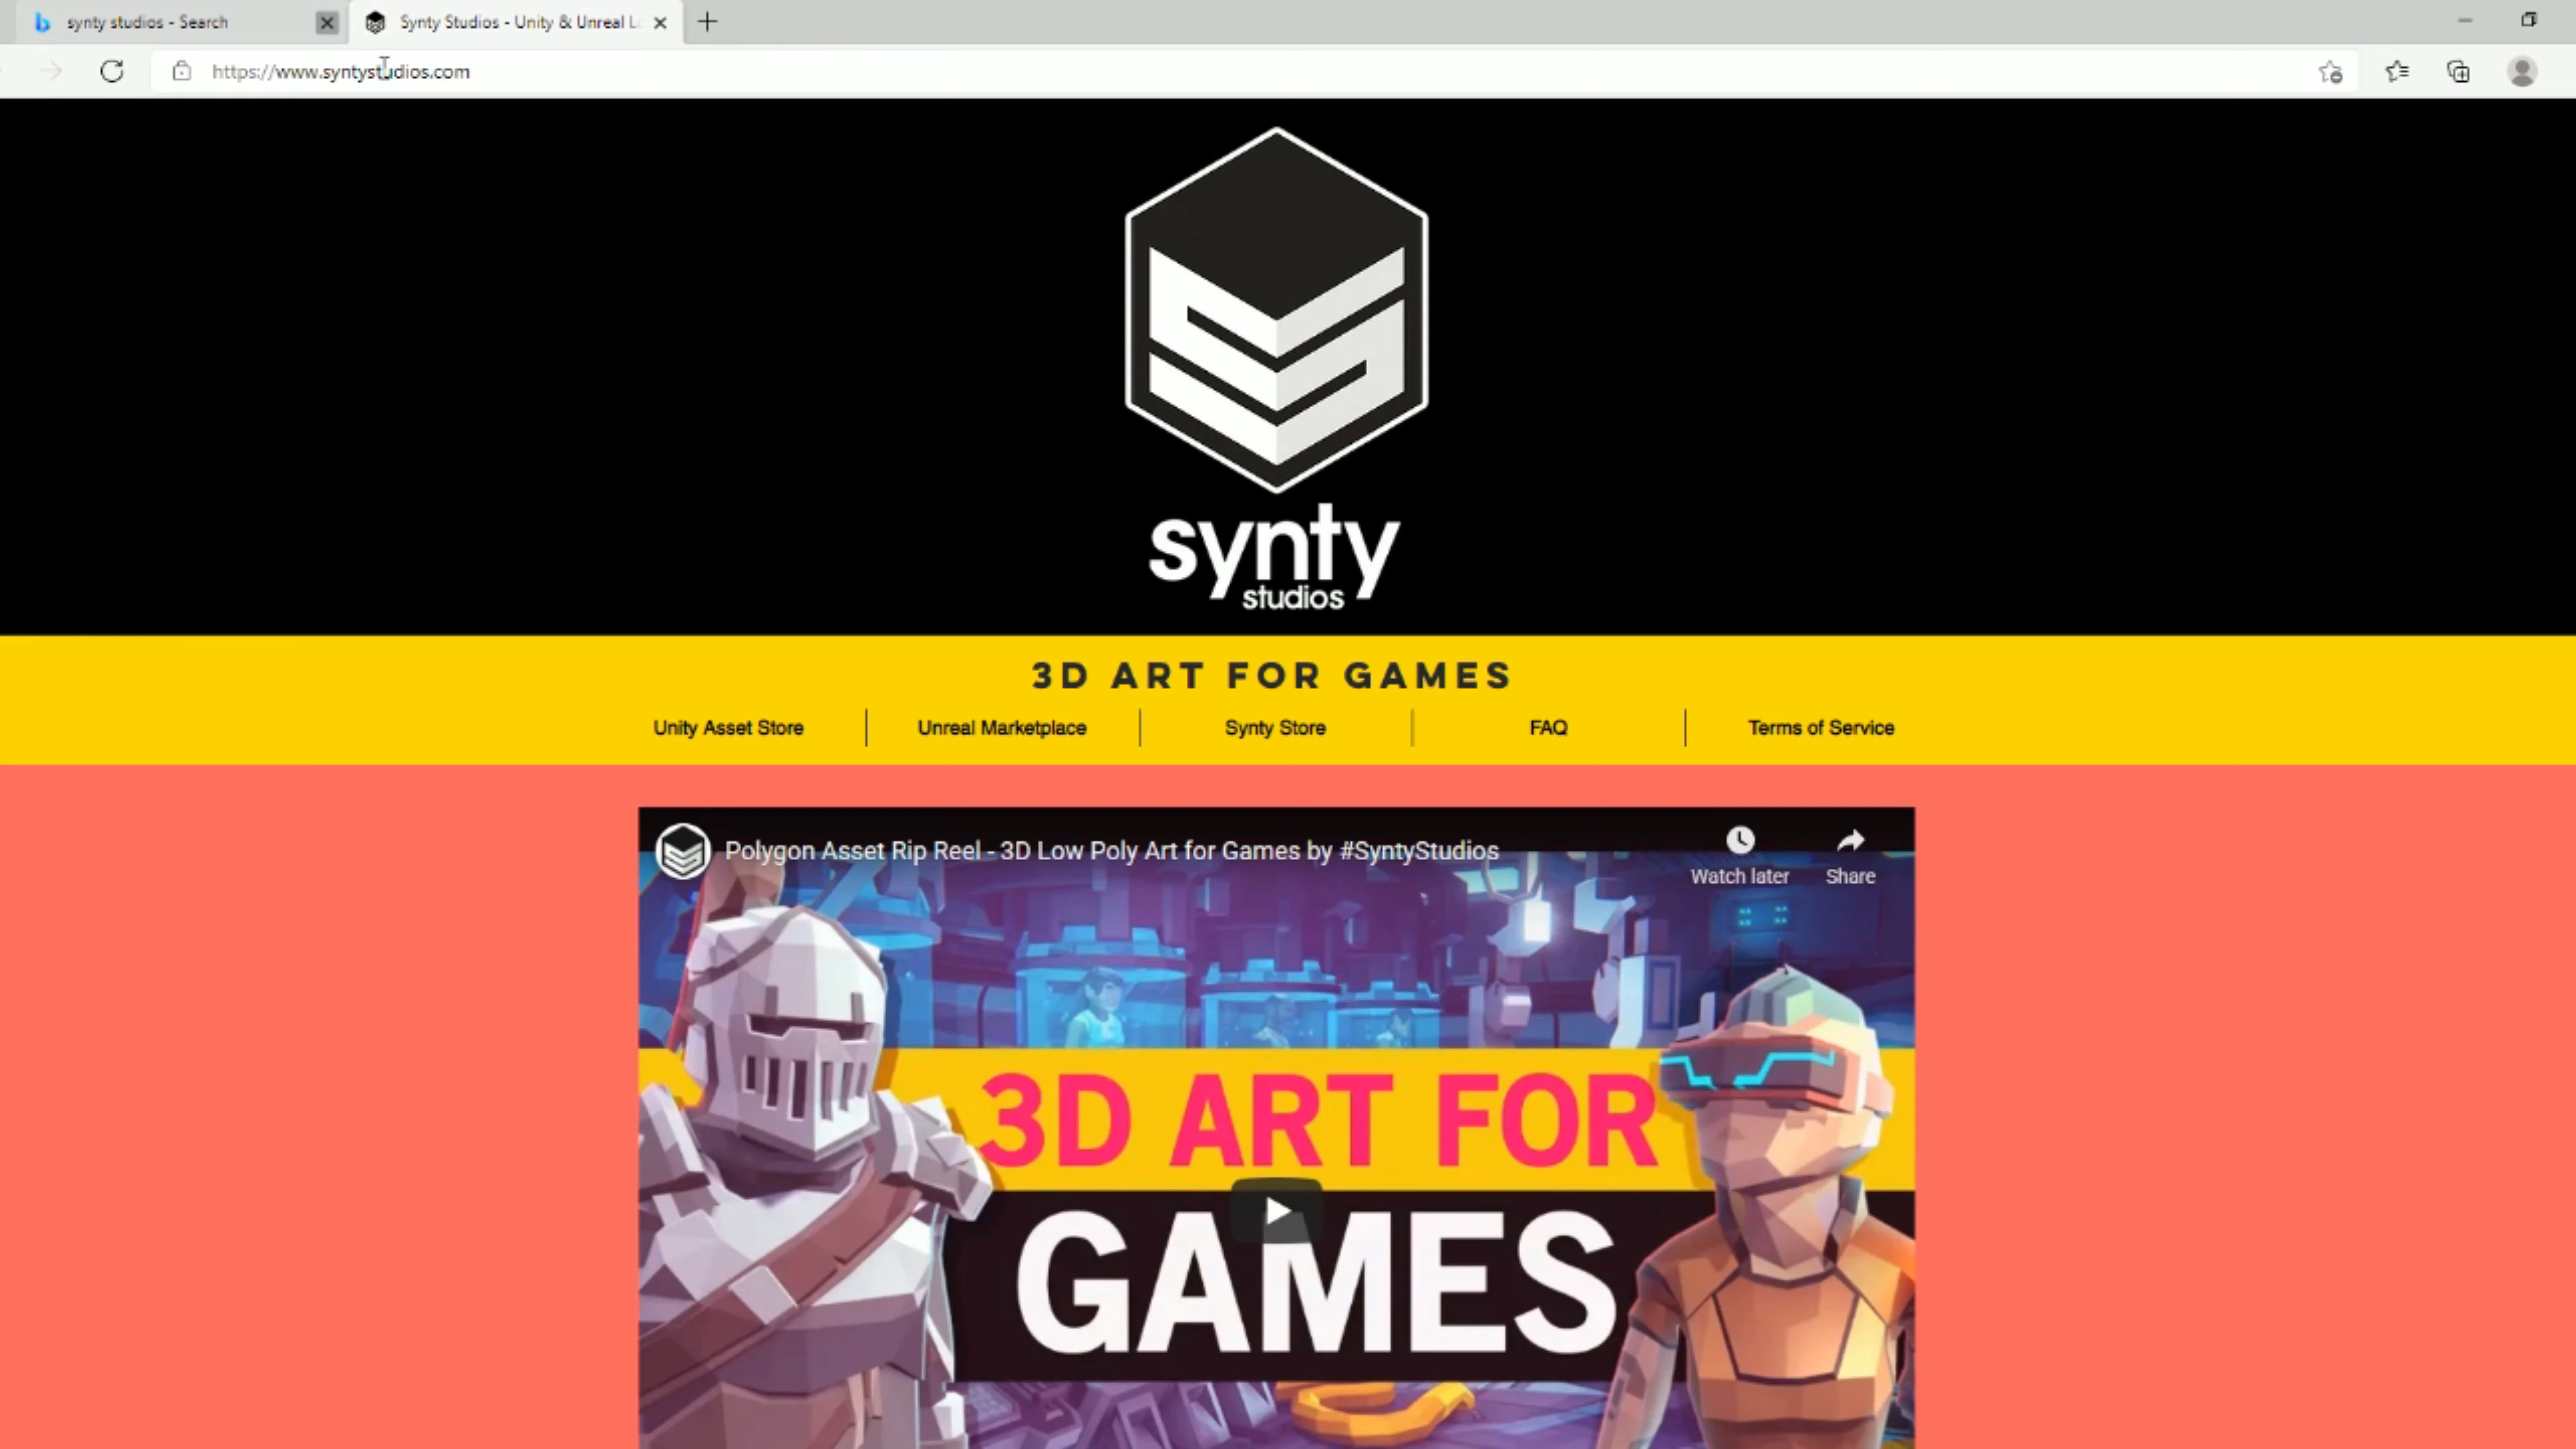 synty studios - Search
Synty Studios - Unity & Unreal L
https://www.syntystudios.com
synty
studios
3D ART FOR GAMES
Unity Asset Store
Unreal Marketplace
Synty Store
FAQ
Terms of Service
Polygon Asset Rip Reel - 3D Low Poly Art for Games by #SyntyStudios
Watch later
Share
3D ART FOR
GAMES